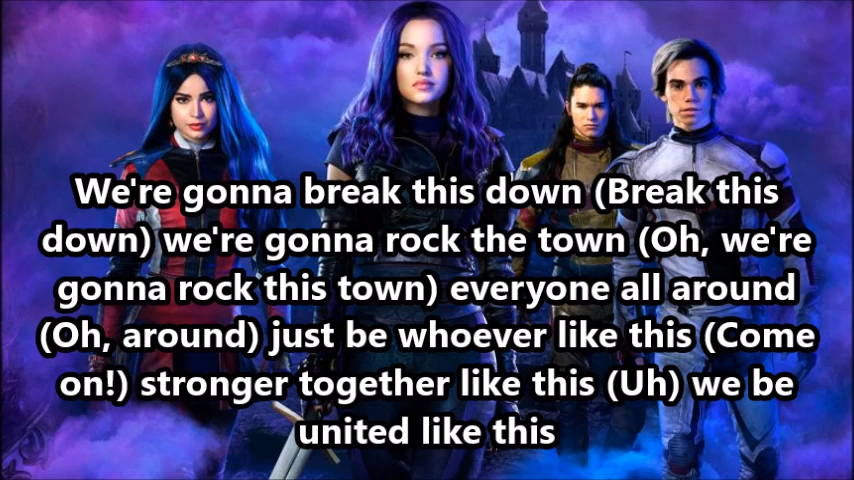 We're gonna break this down (Break this
down) we're gonna rock the town (Oh, we're
gonna rock this town) everyone all around
(Oh, around) just be whoever like this (Come
on!) stronger together like this (Uh) we be
united like this